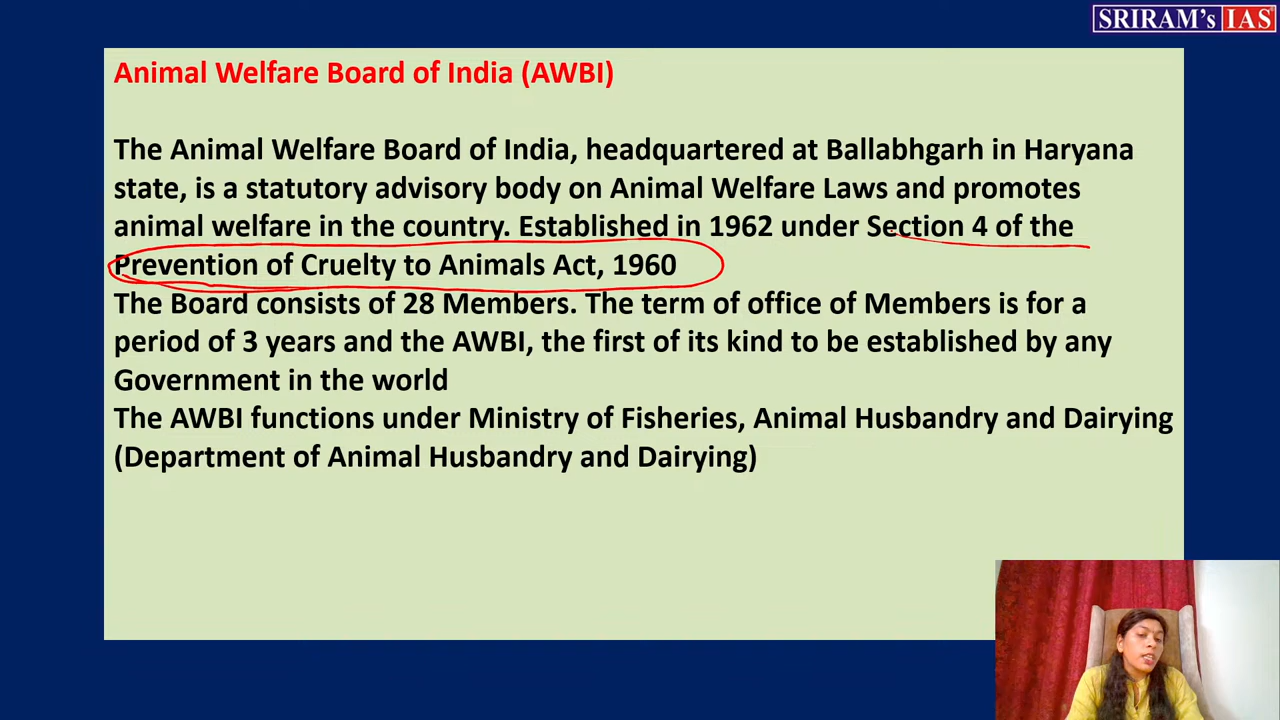 SRIRAM's IAS
Animal Welfare Board of India (AWBI)
The Animal Welfare Board of India, headquartered at Ballabhgarh in Haryana
state, is a statutory advisory body on Animal Welfare Laws and promotes
animal welfare in the country. Established in 1962 under Section 4 of the
Prevention of Cruelty to Animals Act, 1960
The Board consists of 28 Members. The term of office of Members is for a
period of 3 years and the AWBI, the first of its kind to be established by any
Government in the world
The AWBI functions under Ministry of Fisheries, Animal Husbandry and Dairying
(Department of Animal Husbandry and Dairying)